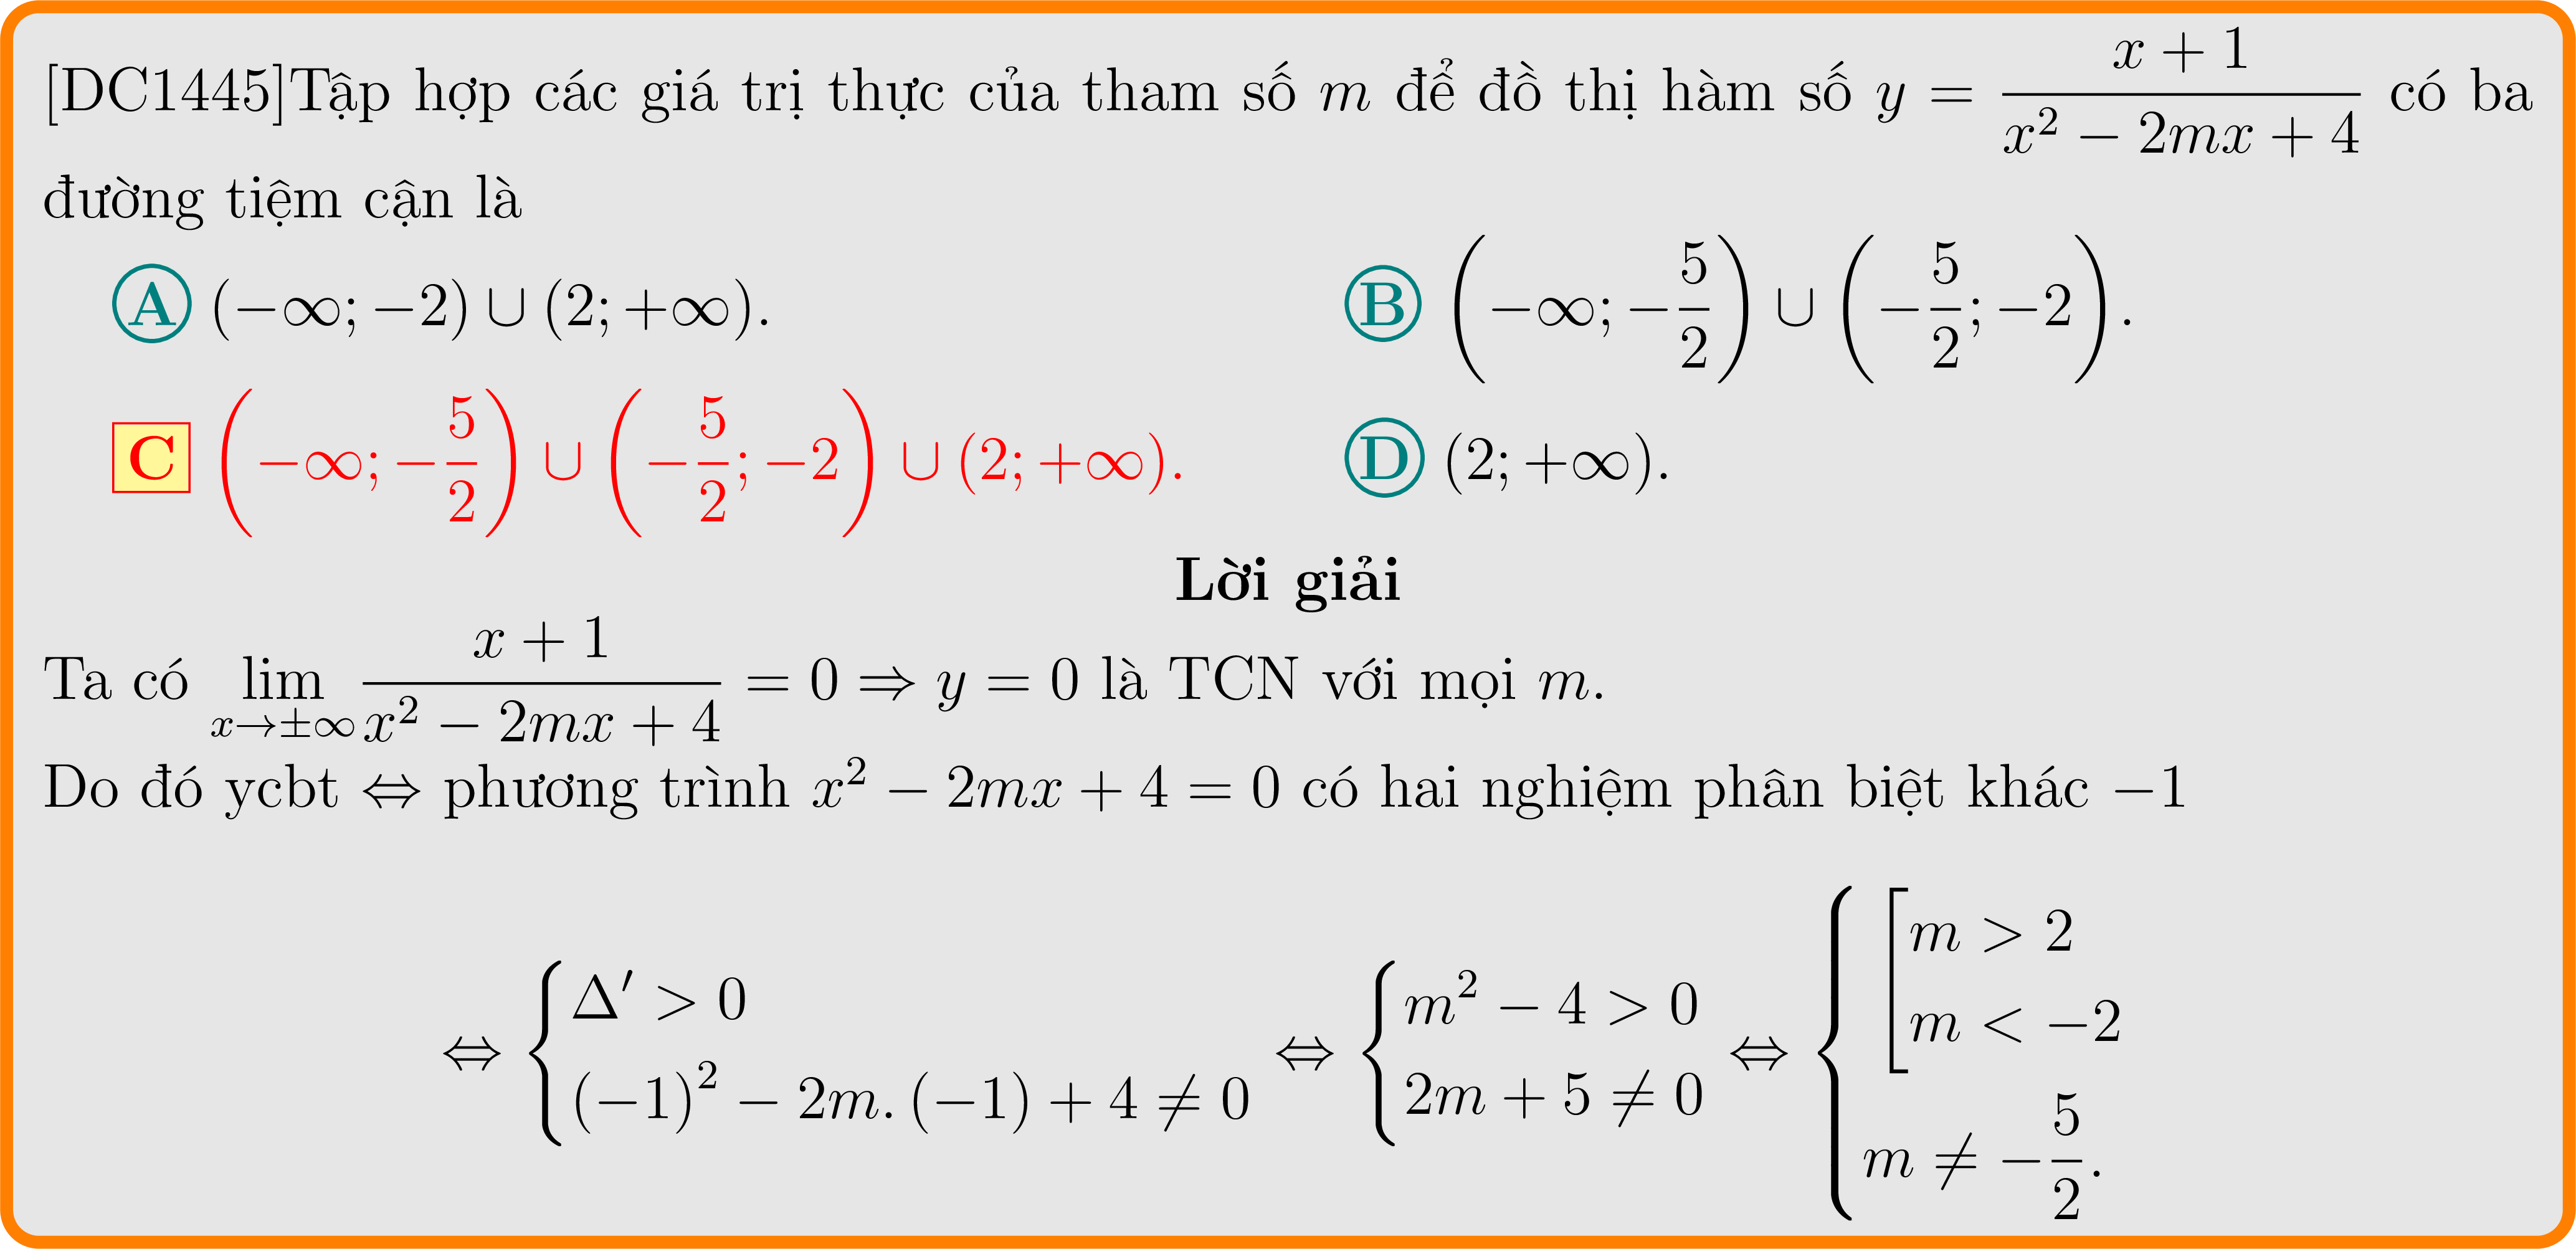 [DC1445]Tập hợp các giá trị thực của tham số $m$ để đồ thị hàm số $y = \dfrac{x+1}{x^2-2mx+4}$ có ba
đường tiệm cận là
A $(-\infty;-2) \cup (2;+\infty)$.
B $\left(-\infty;-\dfrac{5}{2}\right) \cup \left(-\dfrac{5}{2};-2\right)$.
C $\left(-\infty;-\dfrac{5}{2}\right) \cup \left(-\dfrac{5}{2};-2\right) \cup (2;+\infty)$.
D $(2;+\infty)$.
Lời giải
Ta có $\lim\limits_{x\to\pm\infty} \dfrac{x+1}{x^2-2mx+4} = 0 \Rightarrow y = 0$ là TCN với mọi $m$.
Do đó ycbt $\Leftrightarrow$ phương trình $x^2-2mx+4=0$ có hai nghiệm phân biệt khác $-1$
$\Leftrightarrow \begin{cases} \Delta' > 0 \\ (-1)^2-2m.(-1)+4 \neq 0 \end{cases} \Leftrightarrow \begin{cases} m^2-4>0 \\ 2m+5 \neq 0 \end{cases} \Leftrightarrow \begin{cases} \left[\begin{array}{l} m>2 \\ m<-2 \end{array}\right. \\ m \neq -\dfrac{5}{2}. \end{cases}$